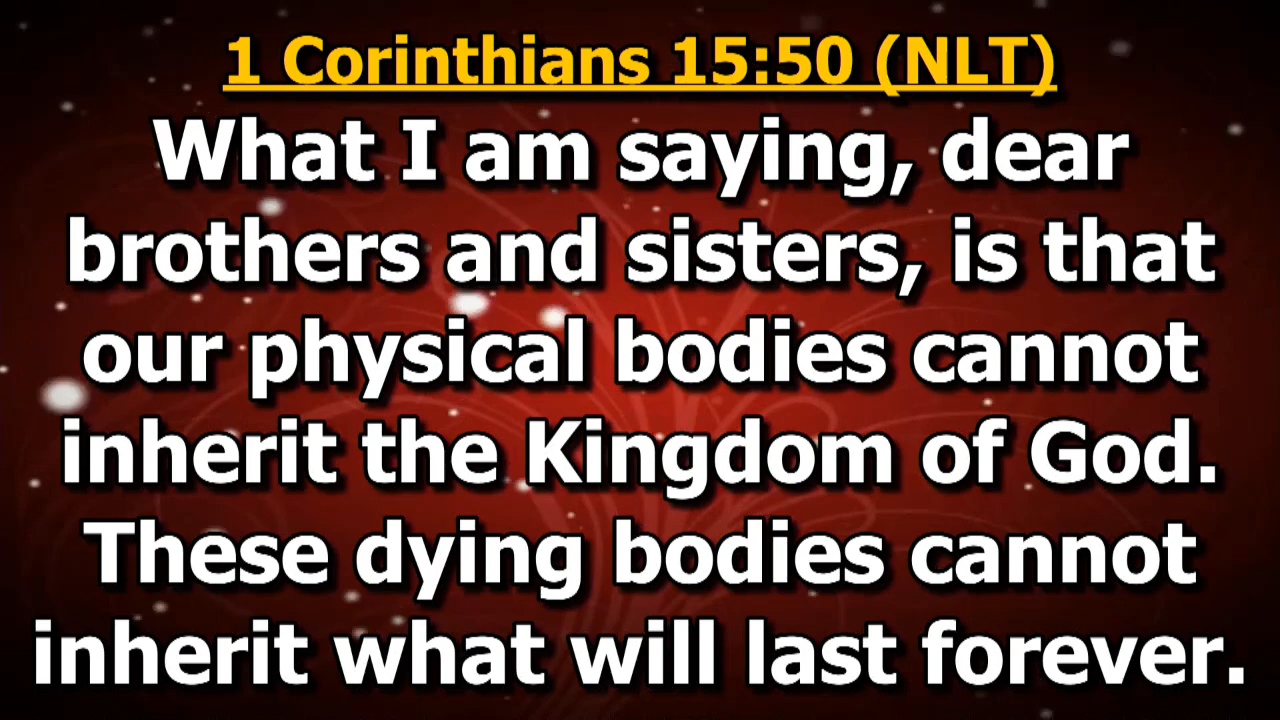 1 Corinthians 15:50 (NLT)
What I am saying, dear
brothers and sisters, is that
our physical bodies cannot
inherit the Kingdom of God.
These dying bodies cannot
inherit what will last forever.